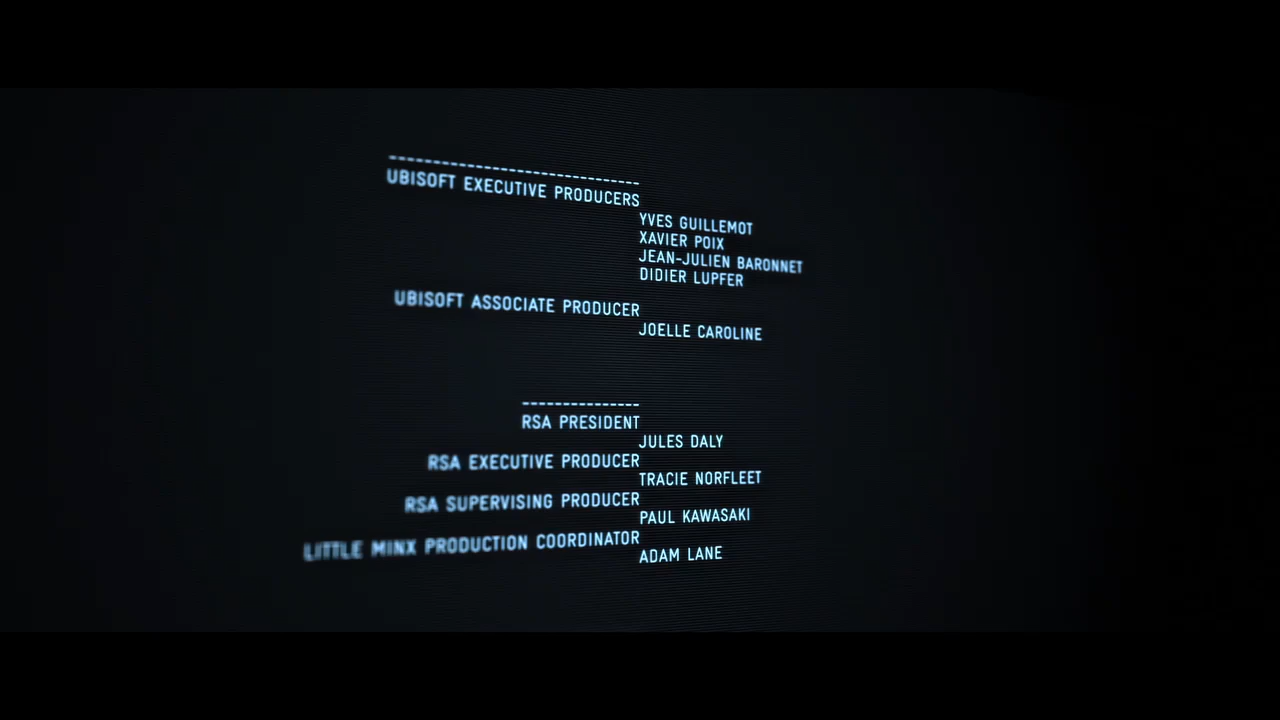 ------------------------------
UBISOFT EXECUTIVE PRODUCERS
YVES GUILLEMOT
XAVIER POIX
JEAN-JULIEN BARONNET
DIDIER LUPFER
UBISOFT ASSOCIATE PRODUCER
JOELLE CAROLINE
---------------
RSA PRESIDENT
JULES DALY
RSA EXECUTIVE PRODUCER
TRACIE NORFLEET
RSA SUPERVISING PRODUCER
PAUL KAWASAKI
LITTLE MINX PRODUCTION COORDINATOR
ADAM LANE